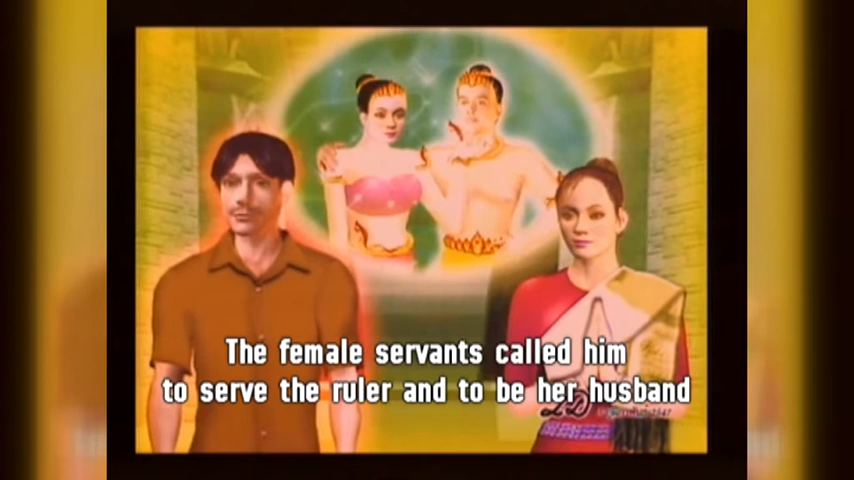 The female servants called him
to serve the ruler and to be her husband